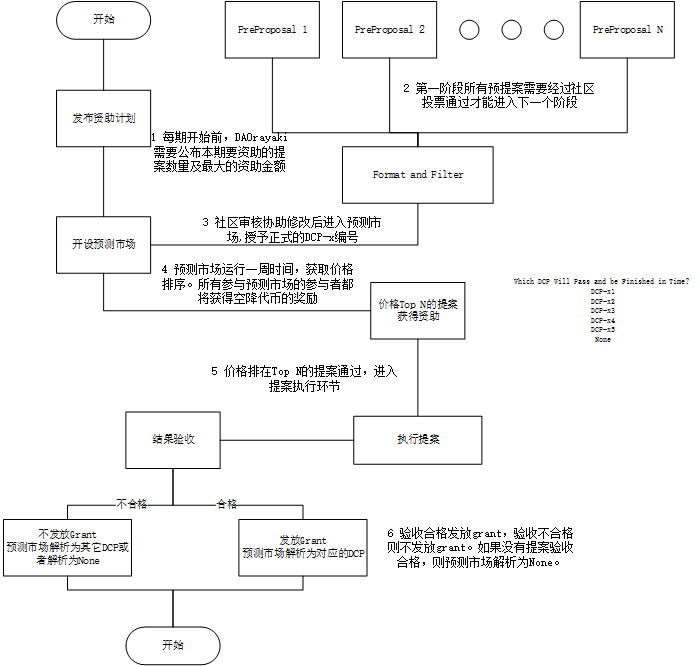 开始
PreProposal 1
PreProposal 2
PreProposal N
2 第一阶段所有预提案需要经过社区
投票通过才能进入下一个阶段
发布资助计划
1 每期开始前，DAOrayaki
需要公布本期要资助的提
案数量及最大的资助金额
Format and Filter
3 社区审核协助修改后进入预测市
场,授予正式的DCP-x编号
开设预测市场
4 预测市场运行一周时间，获取价格
排序。所有参与预测市场的参与者都
将获得空降代币的奖励
价格Top N的提案
获得资助
Which DCP Will Pass and be Finished in Time?
DCP-x1
DCP-x2
DCP-x3
DCP-x4
DCP-x5
None
5 价格排在Top N的提案通过，进入
提案执行环节
结果验收
执行提案
不合格
合格
不发放Grant
预测市场解析为其它DCP或
者解析为None
发放Grant
预测市场解析为对应的DCP
6 验收合格发放grant，验收不合格
则不发放grant。如果没有提案验收
合格，则预测市场解析为None。
开始